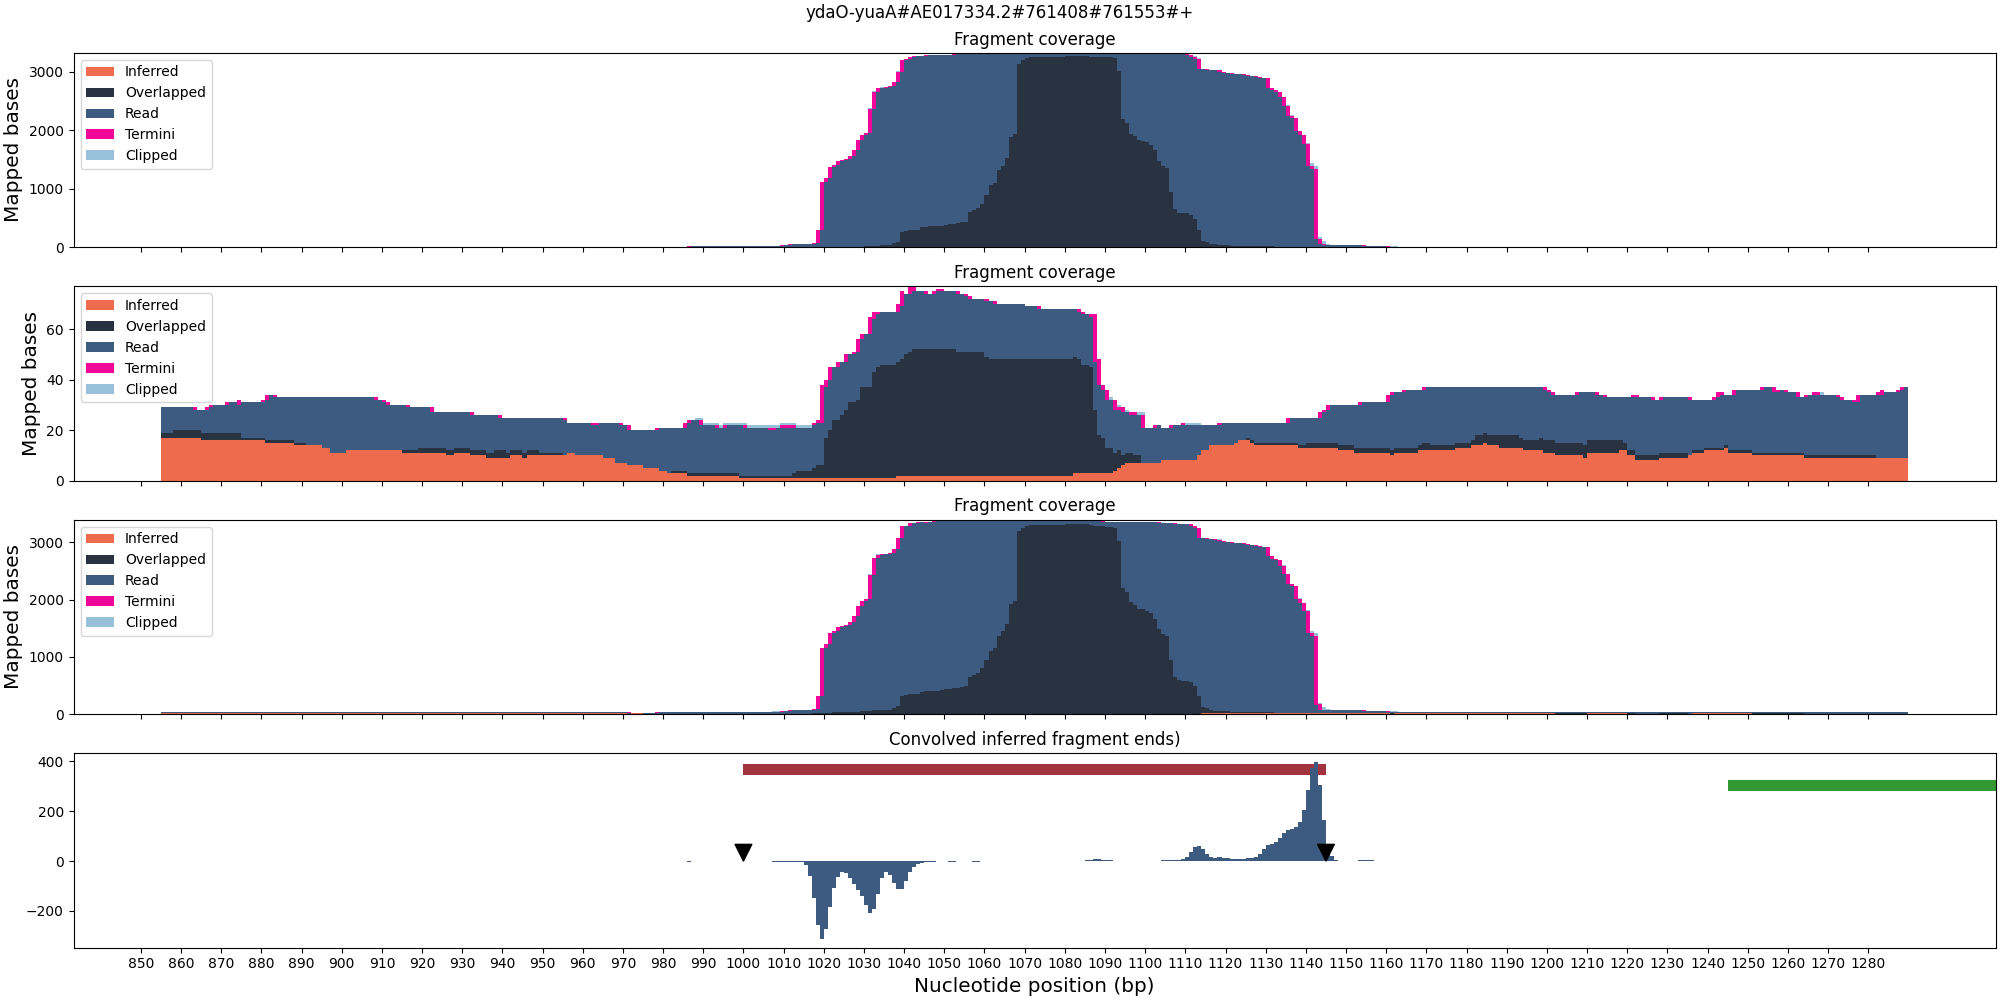 ydaO-yuaA#AE017334.2#761408#761553#+
Fragment coverage
Mapped bases
3000
2000
1000
0
Inferred
Overlapped
Read
Termini
Clipped
Fragment coverage
Mapped bases
60
40
20
0
Inferred
Overlapped
Read
Termini
Clipped
Fragment coverage
Mapped bases
3000
2000
1000
0
Inferred
Overlapped
Read
Termini
Clipped
Convolved inferred fragment ends)
400
200
0
−200
850 860 870 880 890 900 910 920 930 940 950 960 970 980 990 1000 1010 1020 1030 1040 1050 1060 1070 1080 1090 1100 1110 1120 1130 1140 1150 1160 1170 1180 1190 1200 1210 1220 1230 1240 1250 1260 1270 1280
Nucleotide position (bp)